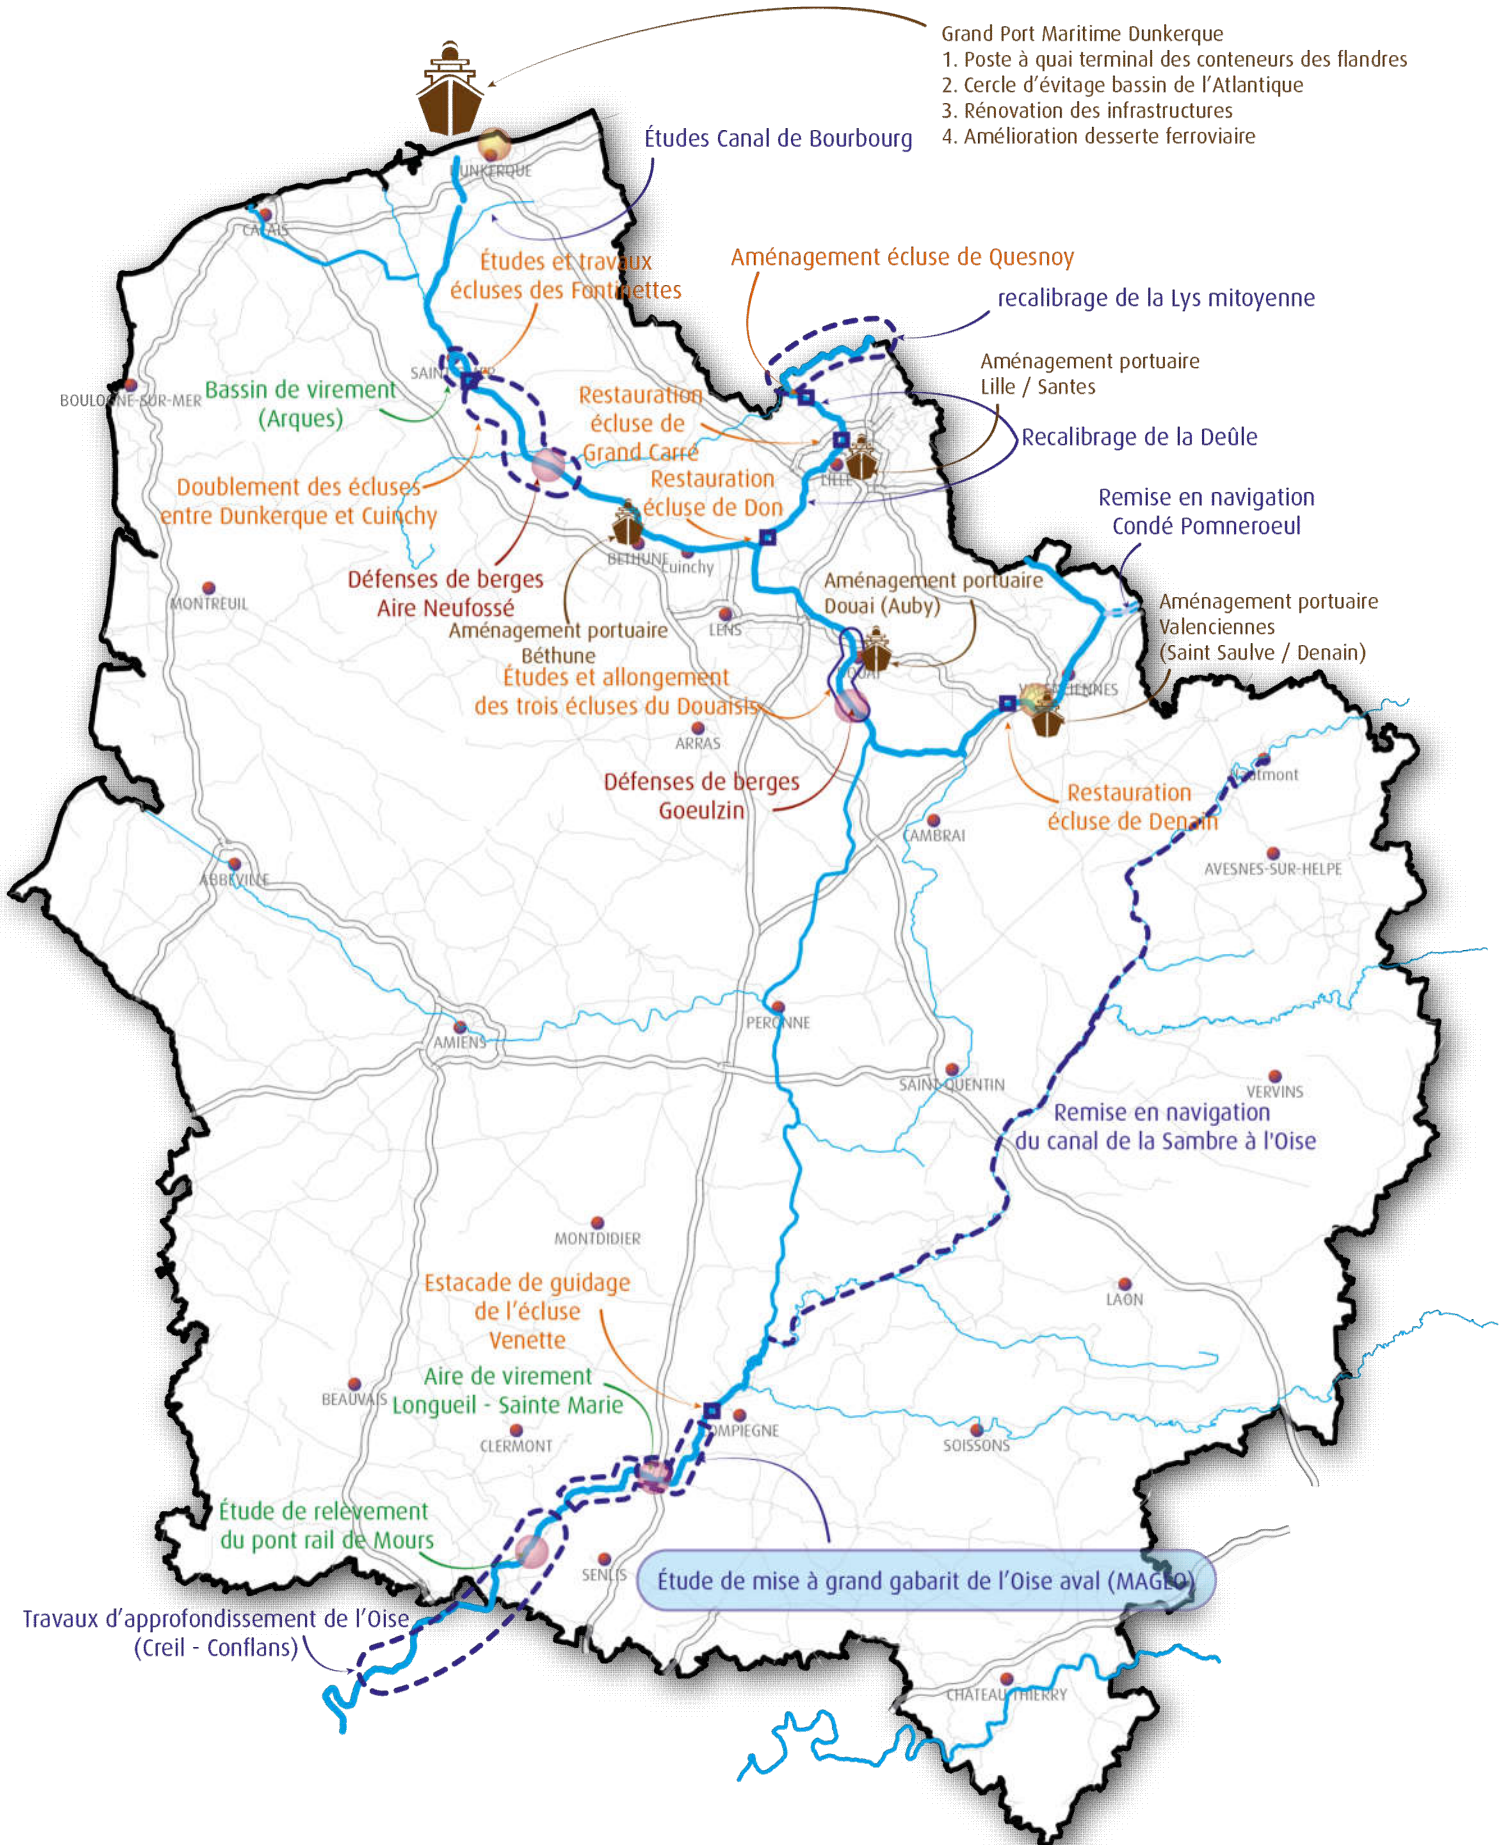 Grand Port Maritime Dunkerque
1. Poste à quai terminal des conteneurs des flandres
2. Cercle d’évitage bassin de l’Atlantique
3. Rénovation des infrastructures
4. Amélioration desserte ferroviaire
Études Canal de Bourbourg
DUNKERQUE
CALAIS
Études et travaux
écluses des Fontinettes
Aménagement écluse de Quesnoy
recalibrage de la Lys mitoyenne
Aménagement portuaire
Lille / Santes
BOULOGNE-SUR-MER
Bassin de virement
(Arques)
Restauration
écluse de
Grand Carré
Recalibrage de la Deûle
LILLE
Restauration
écluse de Don
Doublement des écluses
entre Dunkerque et Cuinchy
Remise en navigation
Condé Pomneroeul
BETHUNE
Cuinchy
Défenses de berges
Aire Neufossé
MONTREUIL
Aménagement portuaire
Douai (Auby)
Aménagement portuaire
Valenciennes
(Saint Saulve / Denain)
LENS
Aménagement portuaire
Béthune
DOUAI
VALENCIENNES
Études et allongement
des trois écluses du Douaisis
ARRAS
Défenses de berges
Goeulzin
Hautmont
Restauration
écluse de Denain
CAMBRAI
AVESNES-SUR-HELPE
ABBEVILLE
PERONNE
AMIENS
SAINT-QUENTIN
VERVINS
Remise en navigation
du canal de la Sambre à l'Oise
MONTDIDIER
LAON
Estacade de guidage
de l’écluse
Venette
Aire de virement
Longueil - Sainte Marie
BEAUVAIS
CLERMONT
COMPIEGNE
SOISSONS
Étude de relèvement
du pont rail de Mours
SENLIS
Étude de mise à grand gabarit de l’Oise aval (MAGEO)
Travaux d’approfondissement de l’Oise
(Creil - Conflans)
CHATEAU-THIERRY